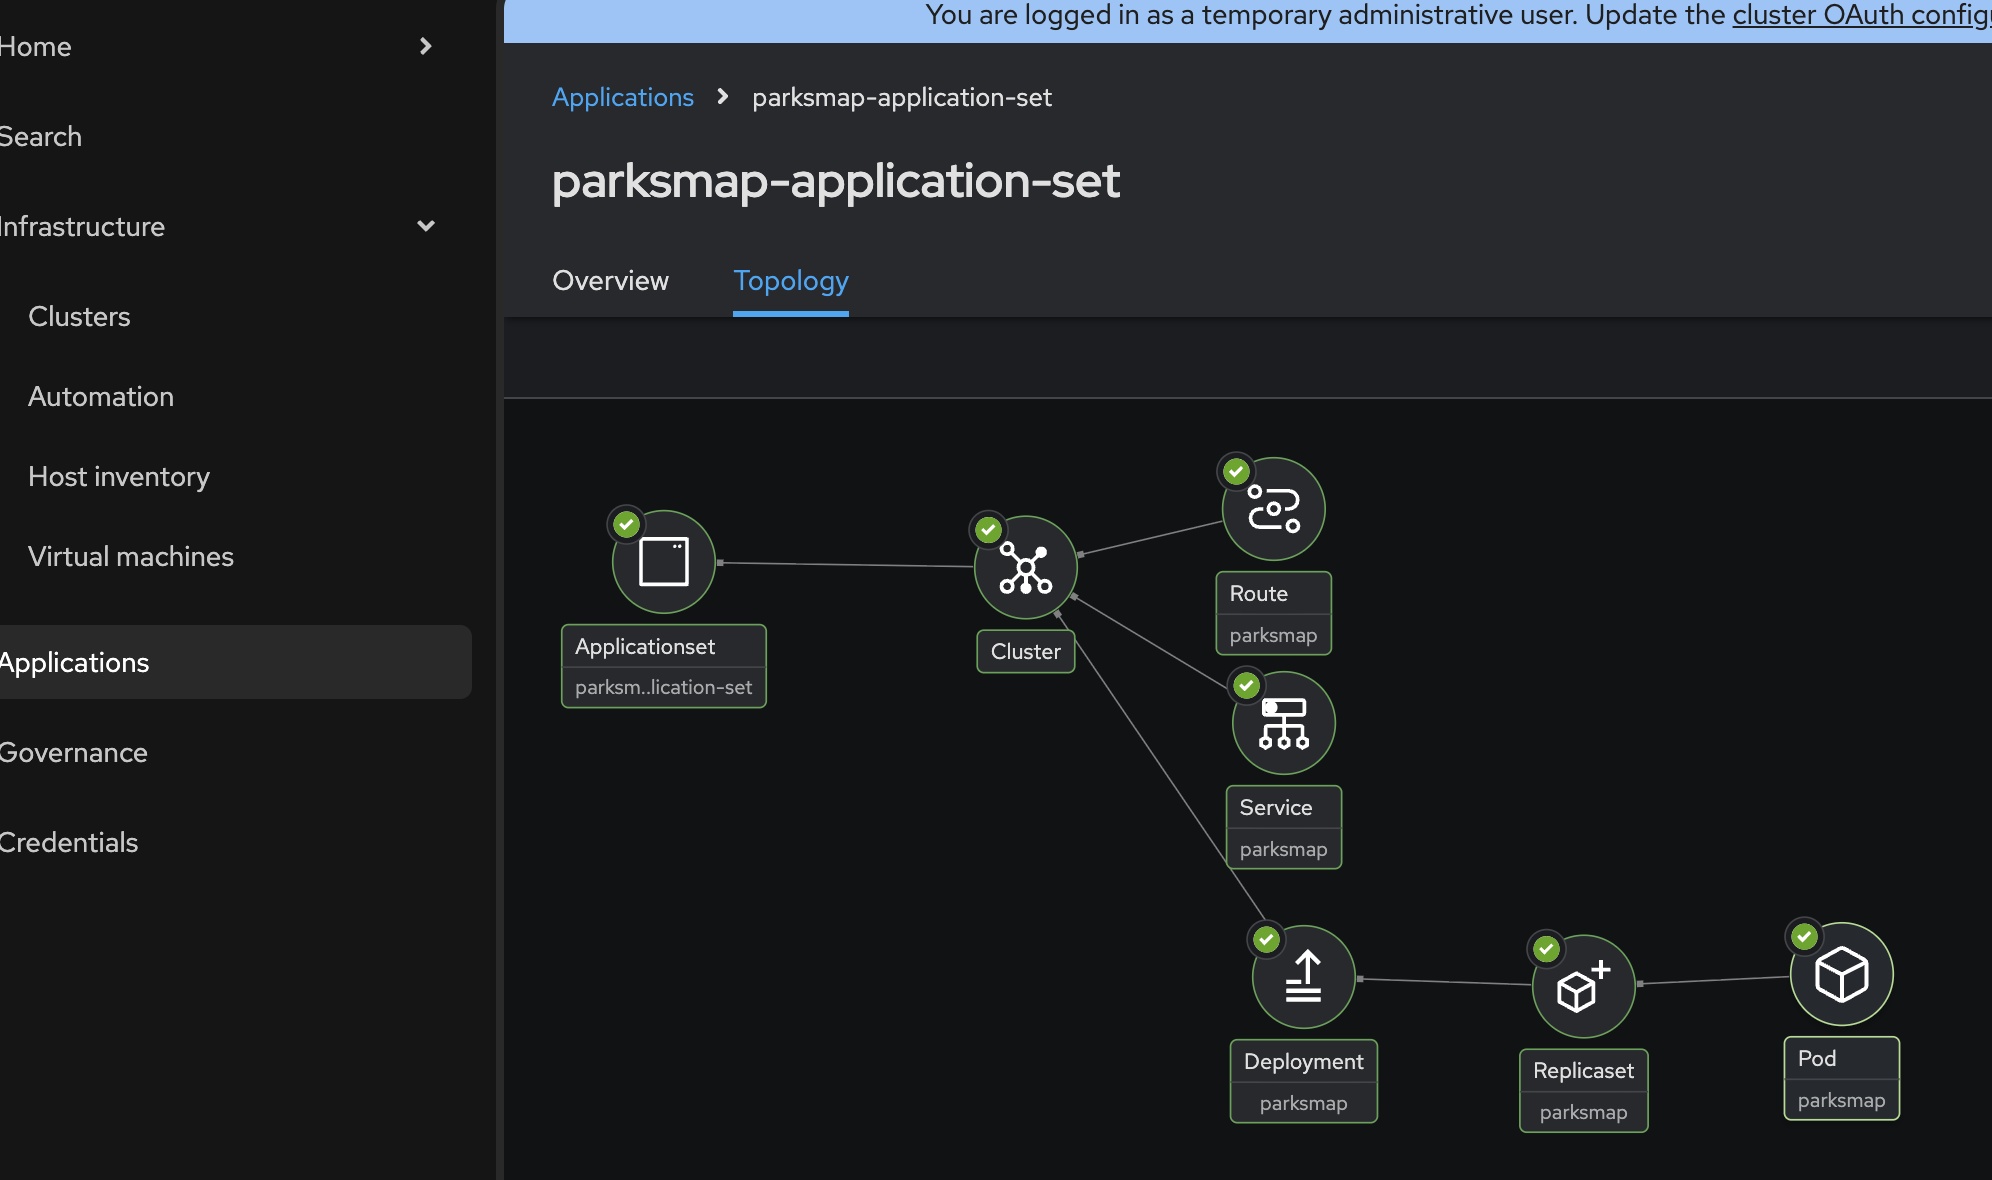 You are logged in as a temporary administrative user. Update the cluster OAuth config
Home
Search
Infrastructure
Clusters
Automation
Host inventory
Virtual machines
Applications
Governance
Credentials
Applications parksmap-application-set
parksmap-application-set
Overview Topology
Applicationset
parksm..lication-set
Cluster
Route
parksmap
Service
parksmap
Deployment
parksmap
Replicaset
parksmap
Pod
parksmap